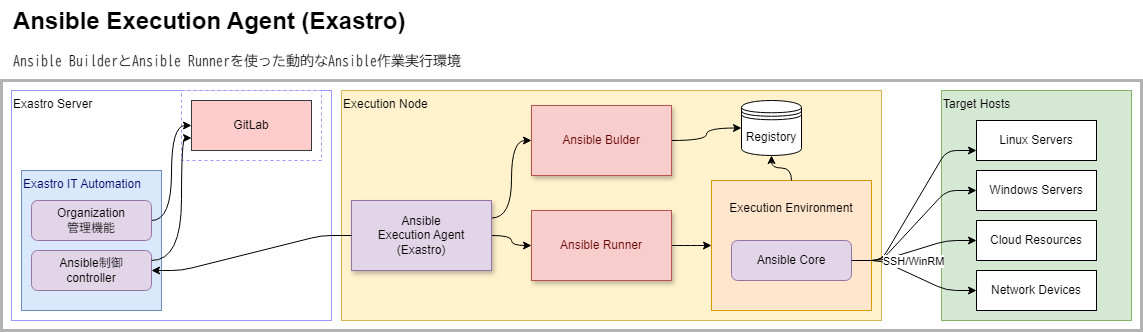 Ansible Execution Agent (Exastro)
Ansible BuilderとAnsible Runnerを使った動的なAnsible作業実行環境
Exastro Server
GitLab
Exastro IT Automation
Organization
管理機能
Ansible制御
controller
Execution Node
Ansible
Execution Agent
(Exastro)
Ansible Bulder
Ansible Runner
Registory
Execution Environment
Ansible Core
SSH/WinRM
Target Hosts
Linux Servers
Windows Servers
Cloud Resources
Network Devices